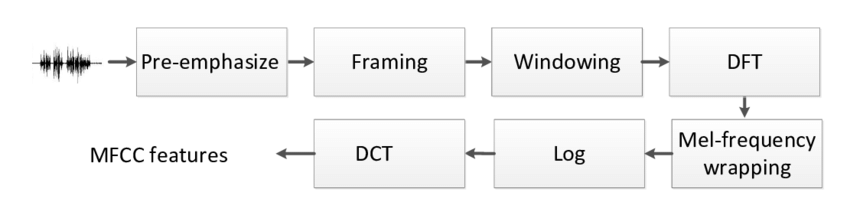 Pre-emphasize
Framing
Windowing
DFT
Mel-frequency
wrapping
Log
DCT
MFCC features